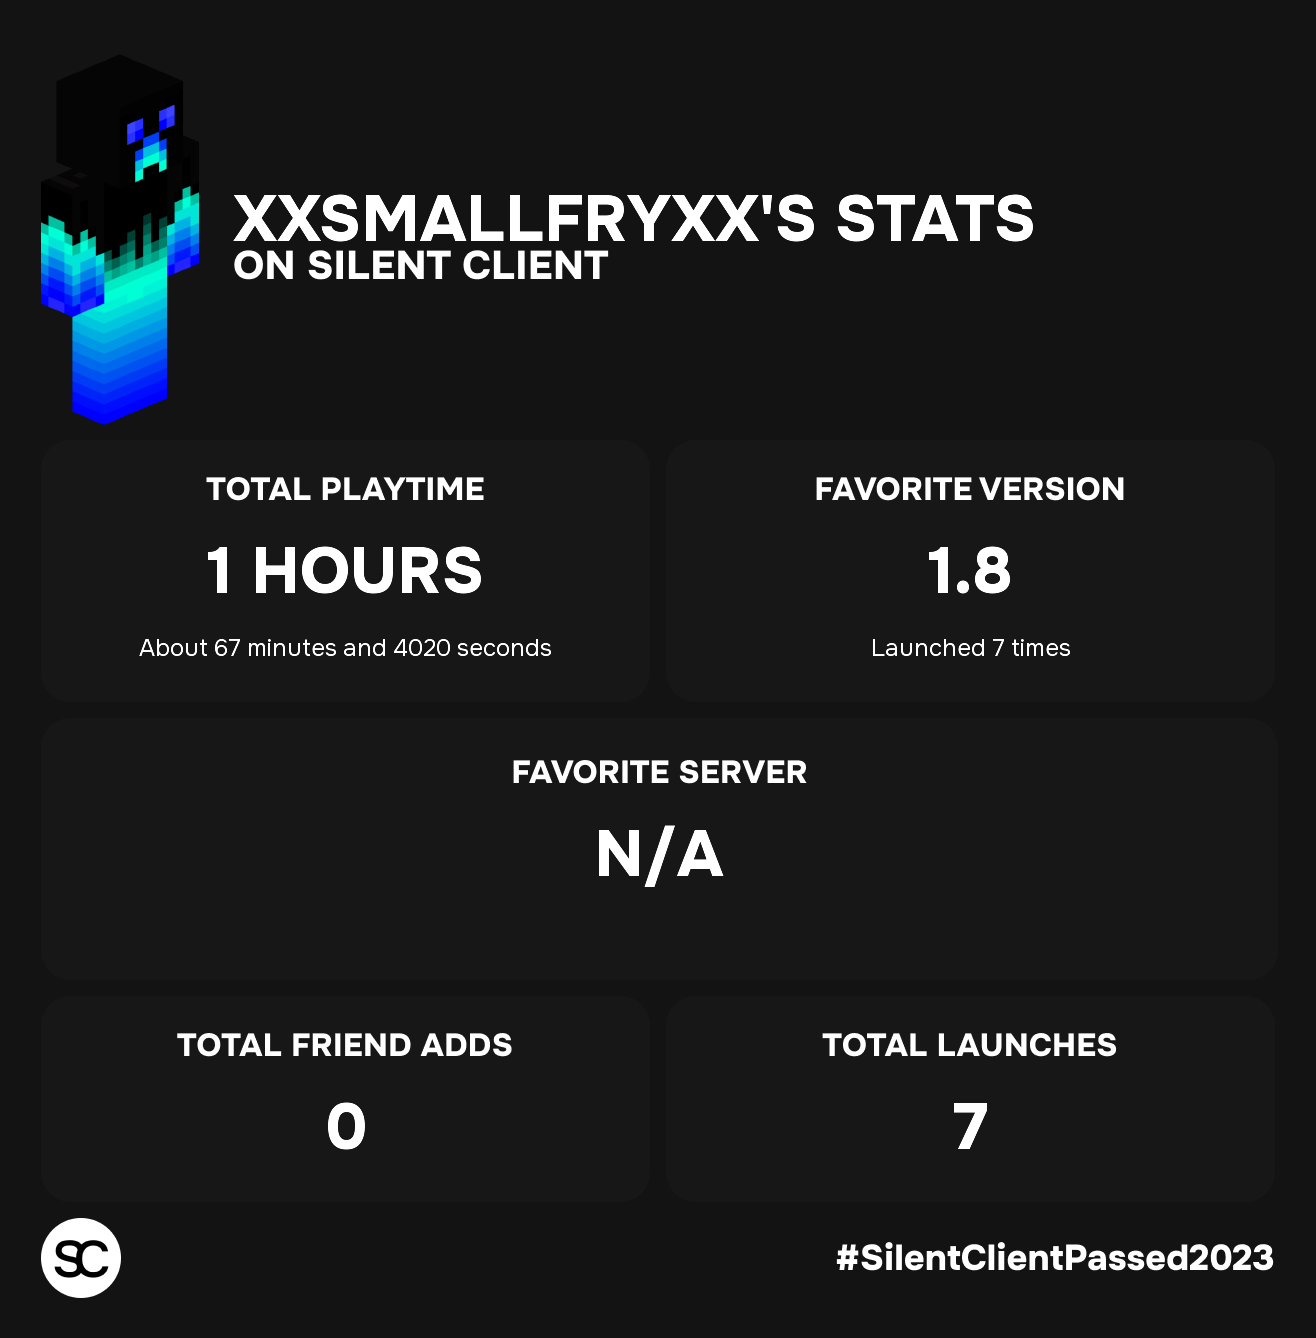 XXSMALLFRYXX'S STATS
ON SILENT CLIENT
TOTAL PLAYTIME
1 HOURS
About 67 minutes and 4020 seconds
FAVORITE VERSION
1.8
Launched 7 times
FAVORITE SERVER
N/A
TOTAL FRIEND ADDS
0
TOTAL LAUNCHES
7
SC
#SilentClientPassed2023